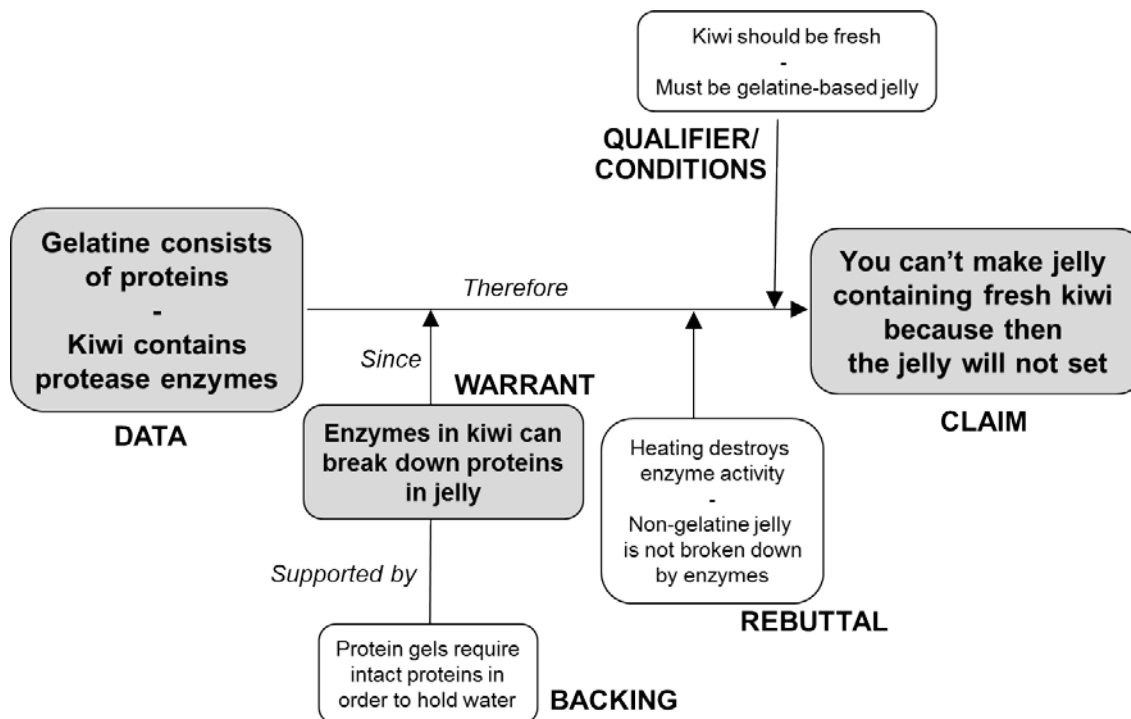 Kiwi should be fresh
-
Must be gelatine-based jelly
QUALIFIER/
CONDITIONS
Gelatine consists
of proteins
-
Kiwi contains
protease enzymes
DATA
Therefore
Since
WARRANT
Enzymes in kiwi can
break down proteins
in jelly
Supported by
Protein gels require
intact proteins in
order to hold water
BACKING
Heating destroys
enzyme activity
-
Non-gelatine jelly
is not broken down
by enzymes
REBUTTAL
You can’t make jelly
containing fresh kiwi
because then
the jelly will not set
CLAIM